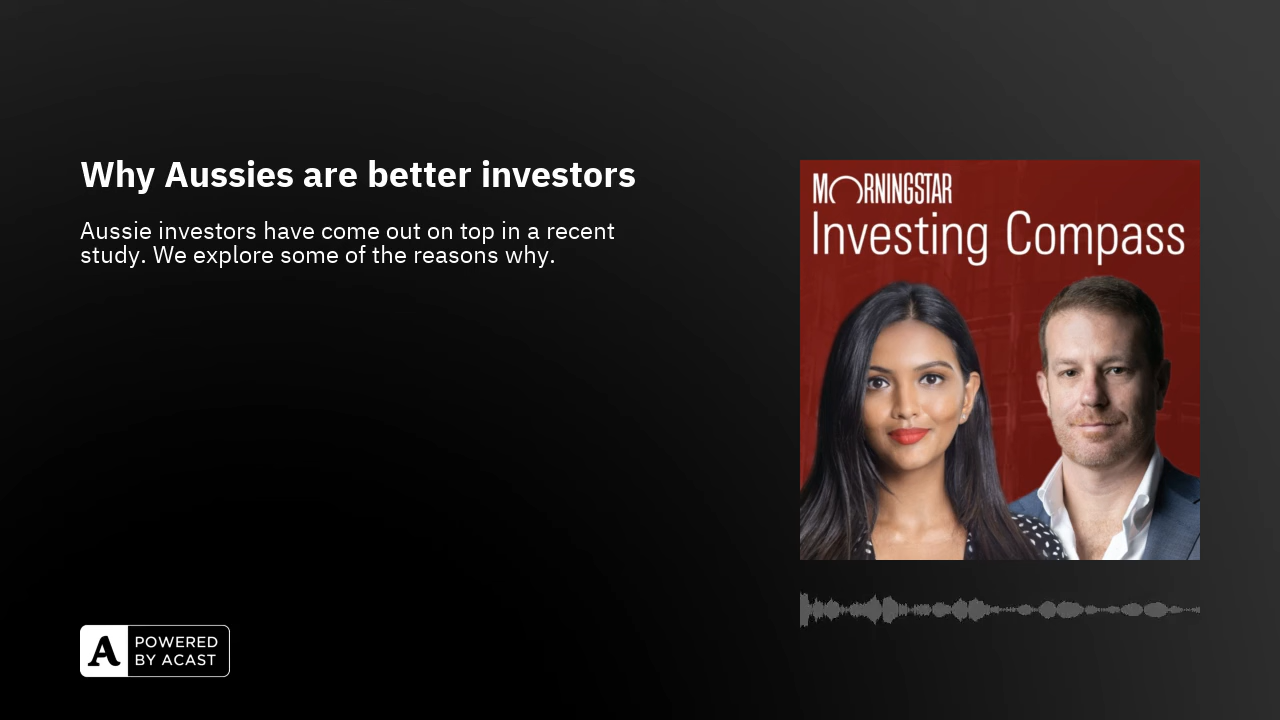 Why Aussies are better investors
Aussie investors have come out on top in a recent
study. We explore some of the reasons why.
MORNINGSTAR
Investing Compass
A POWERED
BY ACAST